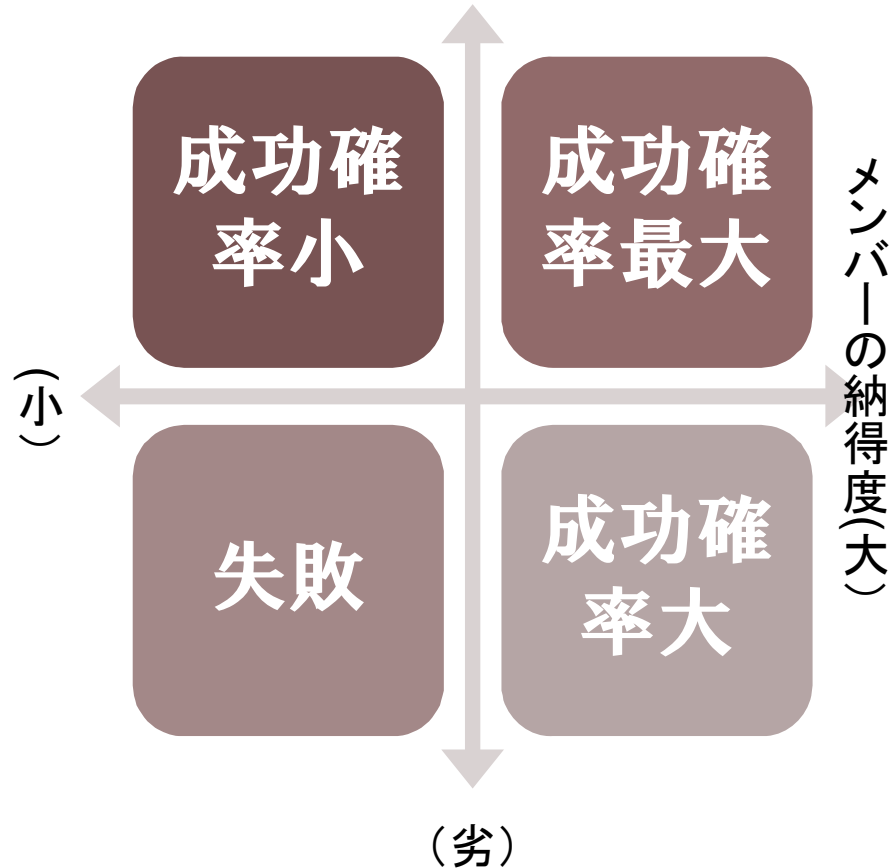 成功確
率小
成功確
率最大
メンバーの納得度(大)
(小)
失敗
成功確
率大
(劣)